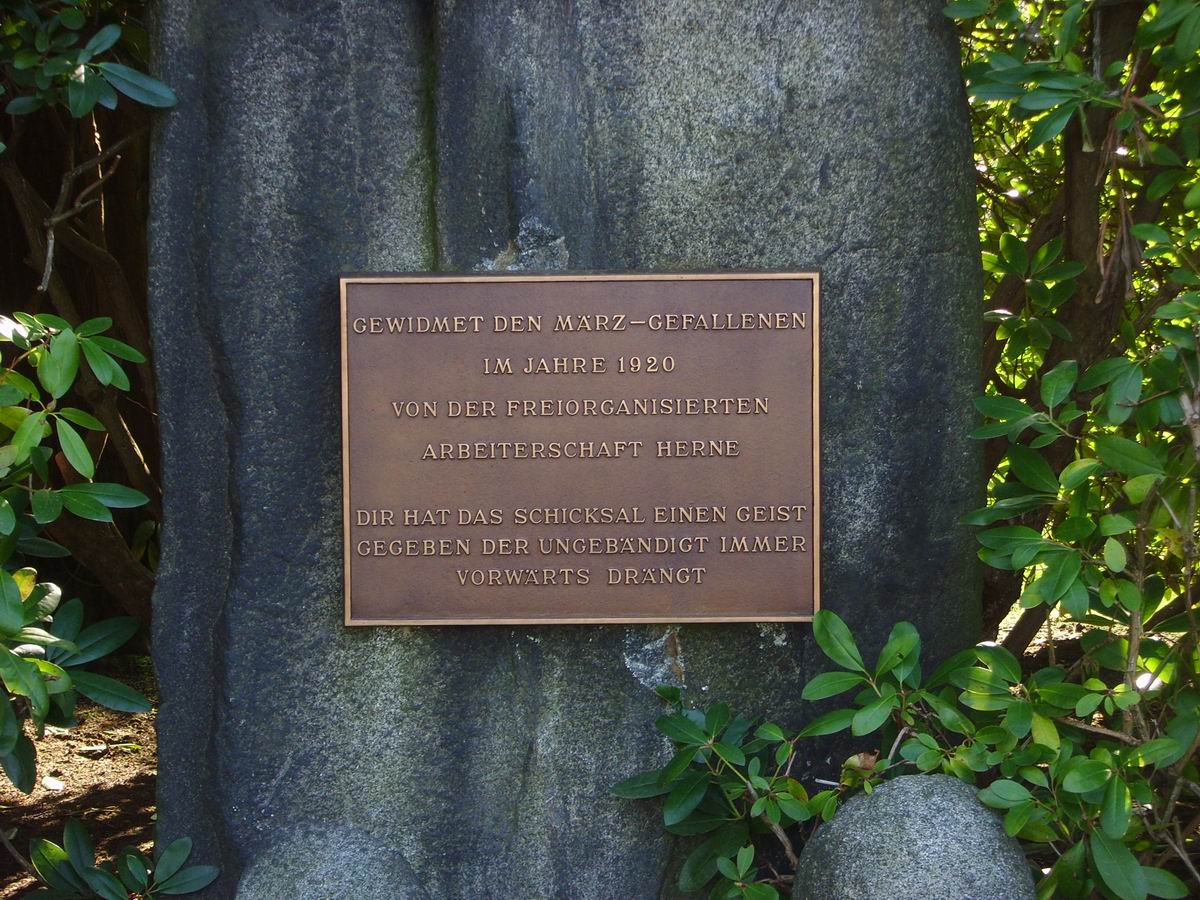 GEWIDMET DEN MÄRZ-GEFALLENEN
IM JAHRE 1920
VON DER FREIORGANISIERTEN
ARBEITERSCHAFT HERNE
DIR HAT DAS SCHICKSAL EINEN GEIST
GEGEBEN DER UNGEBÄNDIGT IMMER
VORWÄRTS DRÄNGT